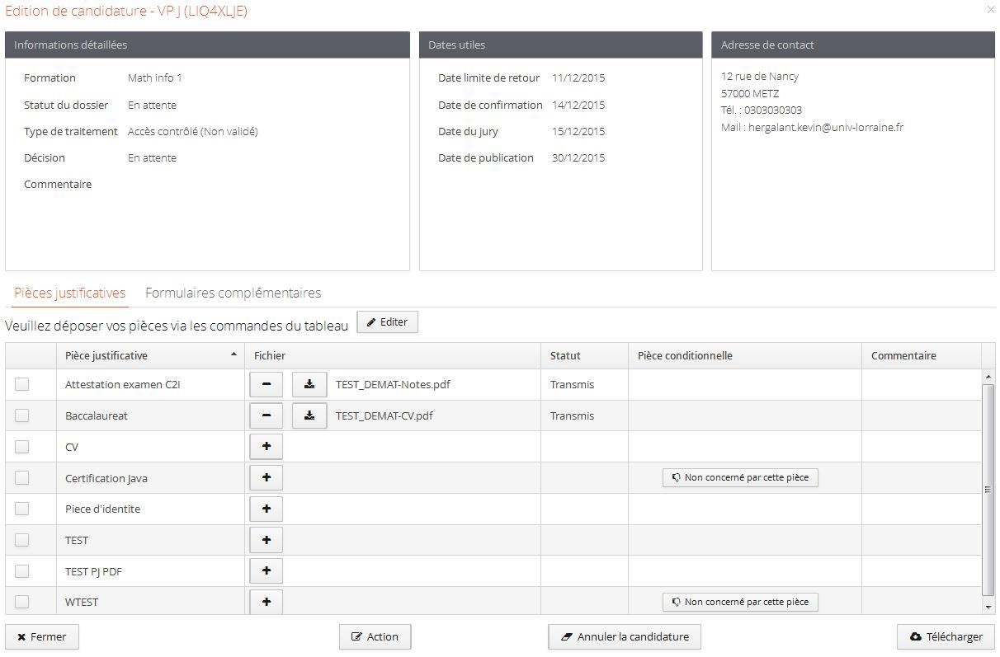 Edition de candidature - VP J (LIQ4XLJE)
Informations détaillées
Formation Math info 1
Statut du dossier En attente
Type de traitement Accès contrôlé (Non validé)
Décision En attente
Commentaire
Dates utiles
Date limite de retour 11/12/2015
Date de confirmation 14/12/2015
Date du jury 15/12/2015
Date de publication 30/12/2015
Adresse de contact
12 rue de Nancy
57000 METZ
Tél. : 0303030303
Mail : hergalant.kevin@univ-lorraine.fr
Pièces justificatives Formulaires complémentaires
Veuillez déposer vos pièces via les commandes du tableau Editer
Pièce justificative Fichier Statut Pièce conditionnelle Commentaire
Attestation examen C2I TEST_DEMAT-Notes.pdf Transmis
Baccalaureat TEST_DEMAT-CV.pdf Transmis
CV
Certification Java Non concerné par cette pièce
Piece d'identite
TEST
TEST PJ PDF
WTEST Non concerné par cette pièce
Fermer Action Annuler la candidature Télécharger